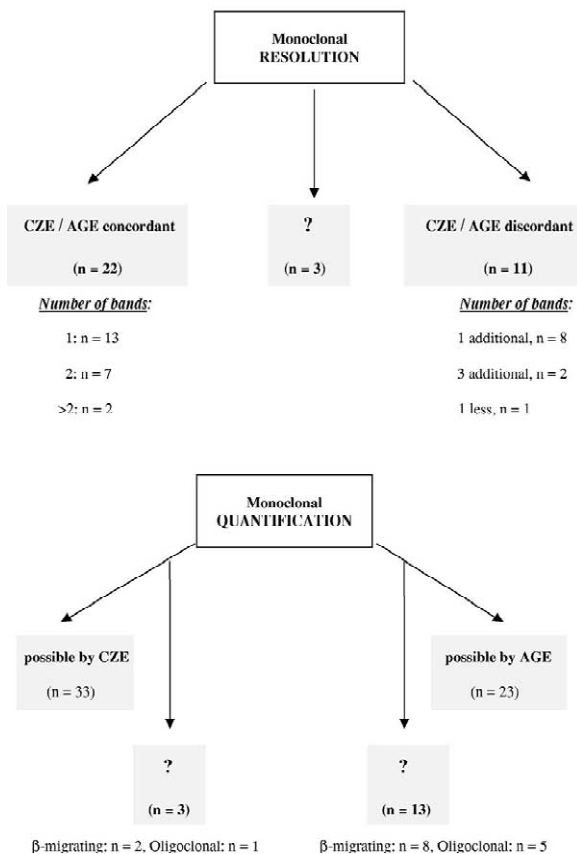 Monoclonal
RESOLUTION
CZE / AGE concordant
(n = 22)
Number of bands:
1: n = 13
2: n = 7
>2: n = 2
?
(n = 3)
CZE / AGE discordant
(n = 11)
Number of bands:
1 additional, n = 8
3 additional, n = 2
1 less, n = 1
Monoclonal
QUANTIFICATION
possible by CZE
(n = 33)
possible by AGE
(n = 23)
?
(n = 3)
β-migrating: n = 2, Oligoclonal: n = 1
?
(n = 13)
β-migrating: n = 8, Oligoclonal: n = 5